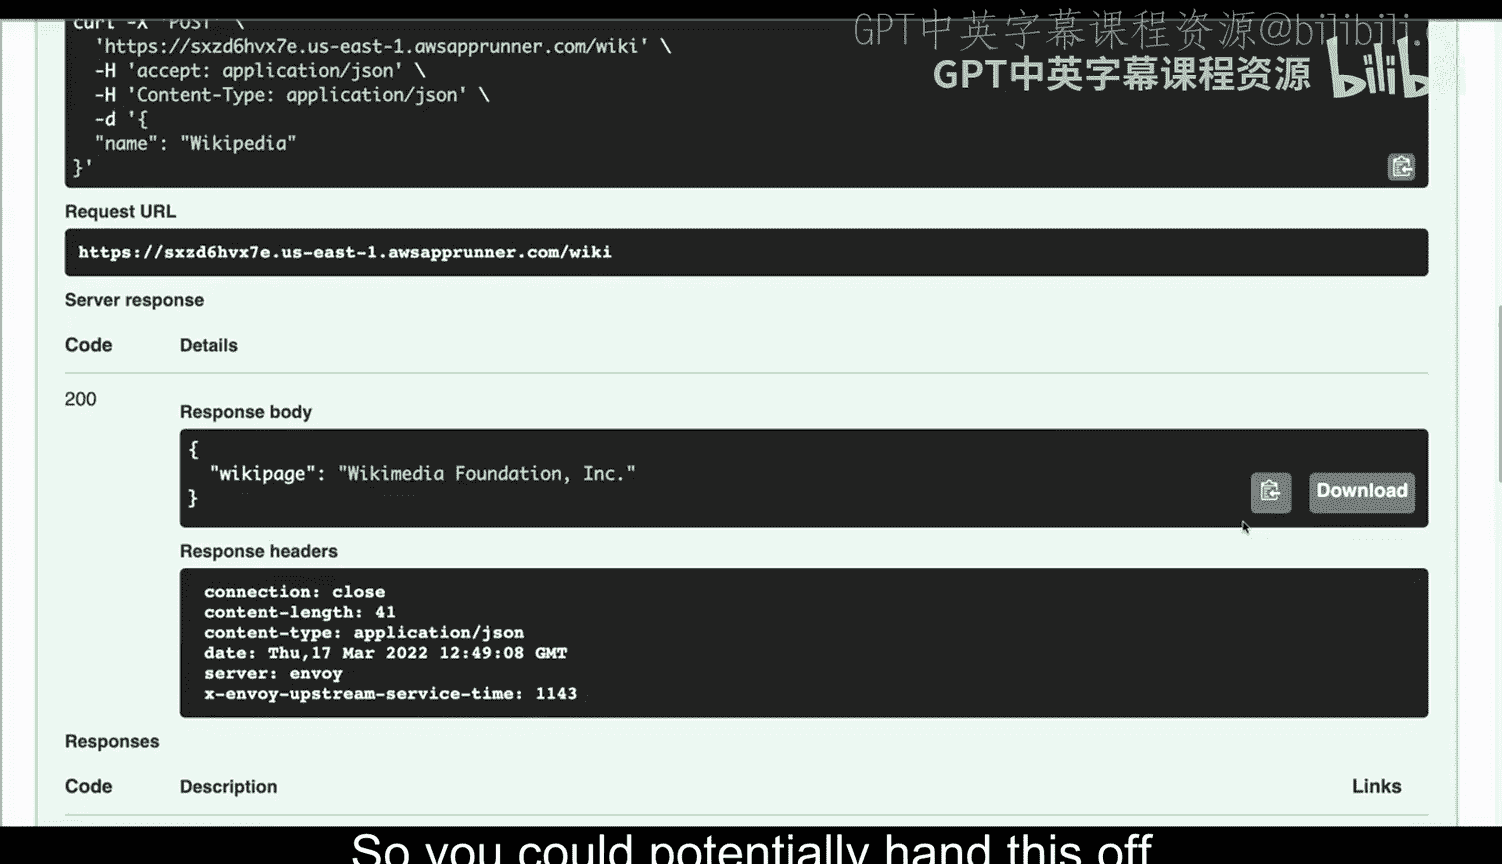 curl -X 'POST' \
GPT中英字幕课程资源@bilibili.
'https://sxzd6hvx7e.us-east-1.awsapprunner.com/wiki' \
GPT中英字幕课程资源
-H 'accept: application/json' \
-H 'Content-Type: application/json' \
-d '{
"name": "Wikipedia"
}'
Request URL
https://sxzd6hvx7e.us-east-1.awsapprunner.com/wiki
Server response
Code Details
200
Response body
{
"wikipage": "Wikimedia Foundation, Inc."
}
Download
Response headers
connection: close
content-length: 41
content-type: application/json
date: Thu,17 Mar 2022 12:49:08 GMT
server: envoy
x-envoy-upstream-service-time: 1143
Responses
Code Description Links
So you could potentially hand this off